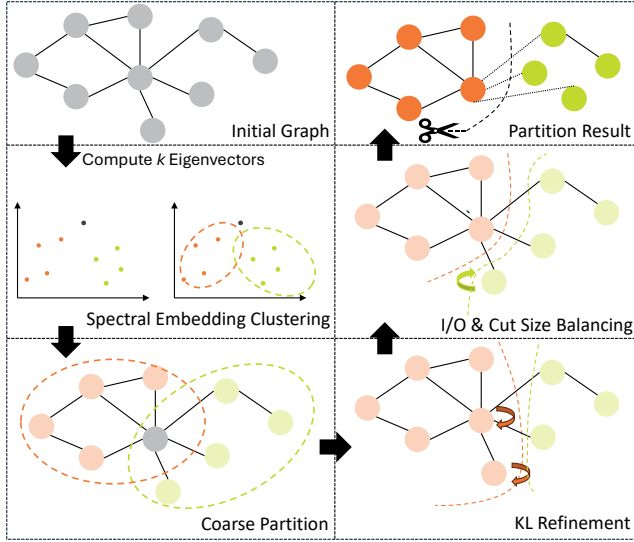 Initial Graph
Partition Result
Compute k Eigenvectors
Spectral Embedding Clustering
I/O & Cut Size Balancing
Coarse Partition
KL Refinement